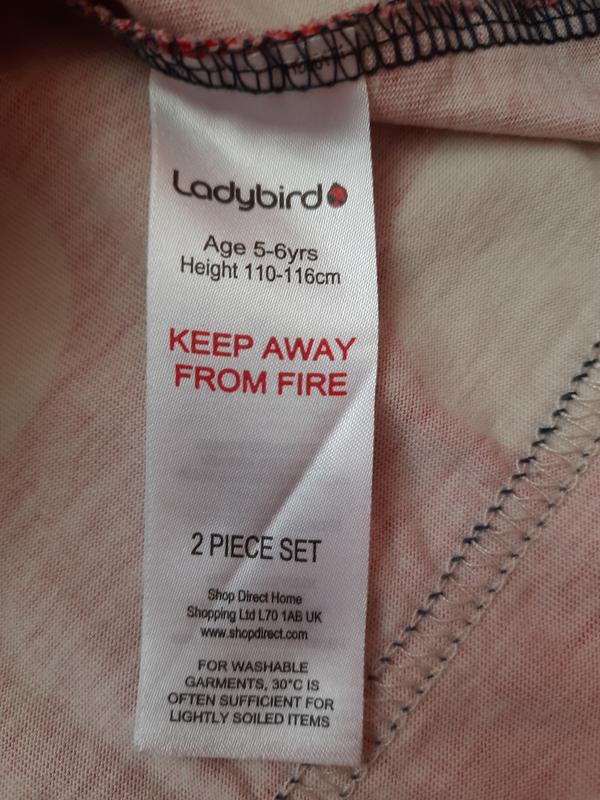 Ladybird
Age 5-6yrs
Height 110-116cm
KEEP AWAY
FROM FIRE
2 PIECE SET
Shop Direct Home
Shopping Ltd L70 1AB UK
www.shopdirect.com
FOR WASHABLE
GARMENTS, 30°C IS
OFTEN SUFFICIENT FOR
LIGHTLY SOILED ITEMS